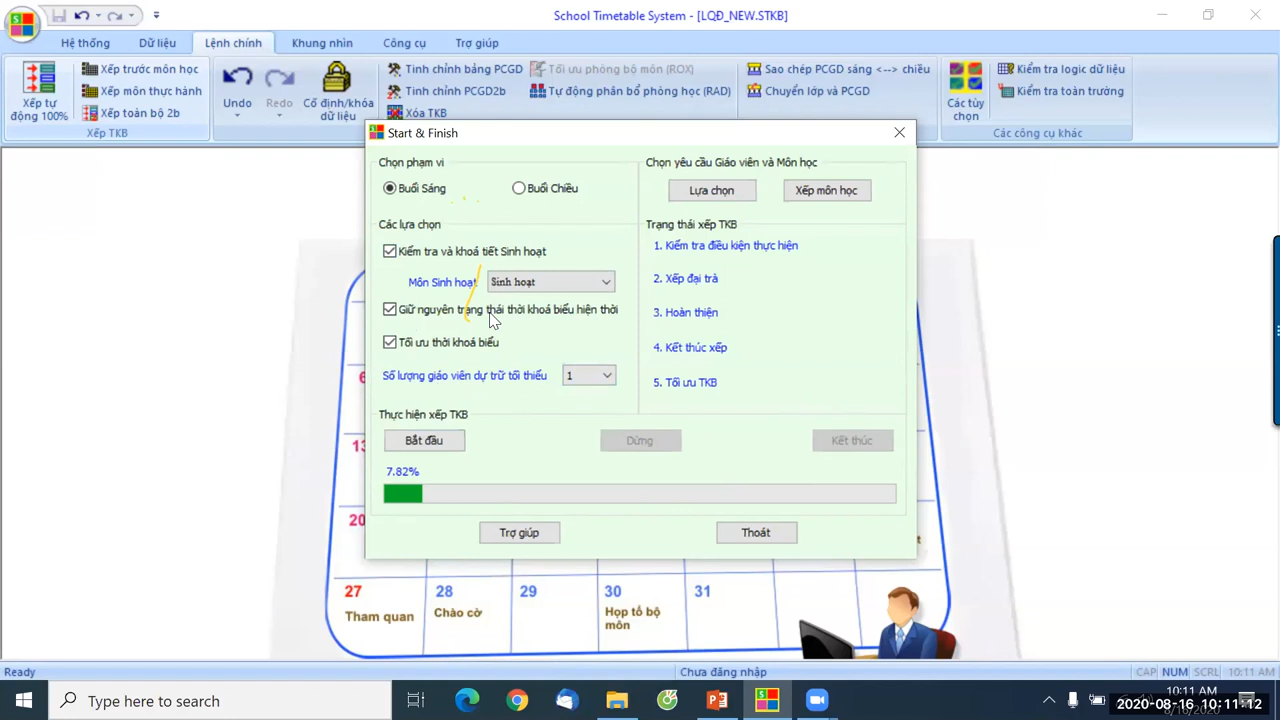 School Timetable System - [LQĐ_NEW.STKB]
Hệ thống Dữ liệu Lệnh chính Khung nhìn Công cụ Trợ giúp
Xếp tự động 100%
Xếp trước môn học
Xếp môn thực hành
Xếp toàn bộ 2b
Xếp TKB
Undo
Redo
Cố định/khóa dữ liệu
Tinh chỉnh bảng PCGD
Tinh chỉnh PCGD2b
Xóa TKB
Tối ưu phòng bộ môn (ROX)
Tự động phân bổ phòng học (RAD)
Sao chép PCGD sáng <--> chiều
Chuyển lớp và PCGD
Các tùy chọn
Kiểm tra logic dữ liệu
Kiểm tra toàn trường
Các công cụ khác
Start & Finish
Chọn phạm vi
Buổi Sáng Buổi Chiều
Các lựa chọn
Kiểm tra và khoá tiết Sinh hoạt
Môn Sinh hoạt Sinh hoạt
Giữ nguyên trạng thái thời khoá biểu hiện thời
Tối ưu thời khoá biểu
Số lượng giáo viên dự trữ tối thiểu 1
Chọn yêu cầu Giáo viên và Môn học
Lựa chọn Xếp môn học
Trạng thái xếp TKB
1. Kiểm tra điều kiện thực hiện
2. Xếp đại trà
3. Hoàn thiện
4. Kết thúc xếp
5. Tối ưu TKB
Thực hiện xếp TKB
Bắt đầu Dừng Kết thúc
7.82%
Trợ giúp Thoát
6
13
20
27 28 29 30 31
Tham quan Chào cờ Họp tổ bộ môn
Ready Chưa đăng nhập CAP NUM SCRL 10:11 AM
Type here to search
10:11 AM
2020-08-16 10:11:12